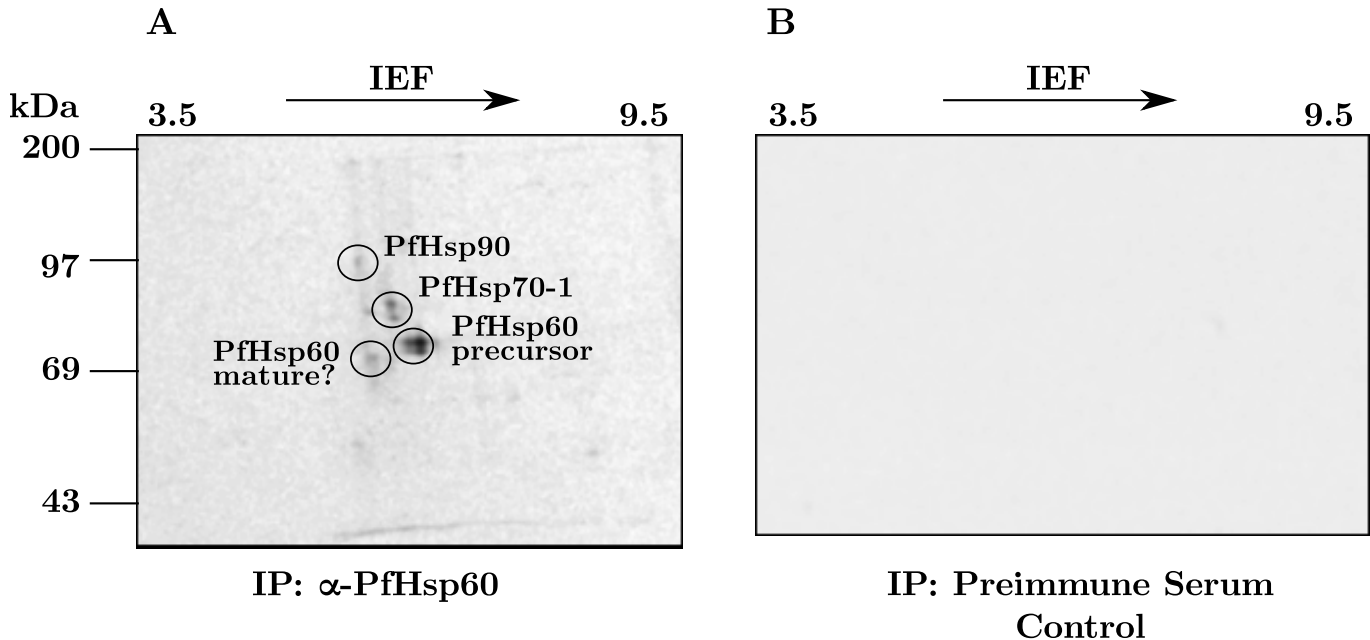 A
B
IEF
IEF
kDa
3.5
9.5
3.5
9.5
200
97
69
43
PfHsp90
PfHsp70-1
PfHsp60
precursor
PfHsp60
mature?
IP: α-PfHsp60
IP: Preimmune Serum
Control